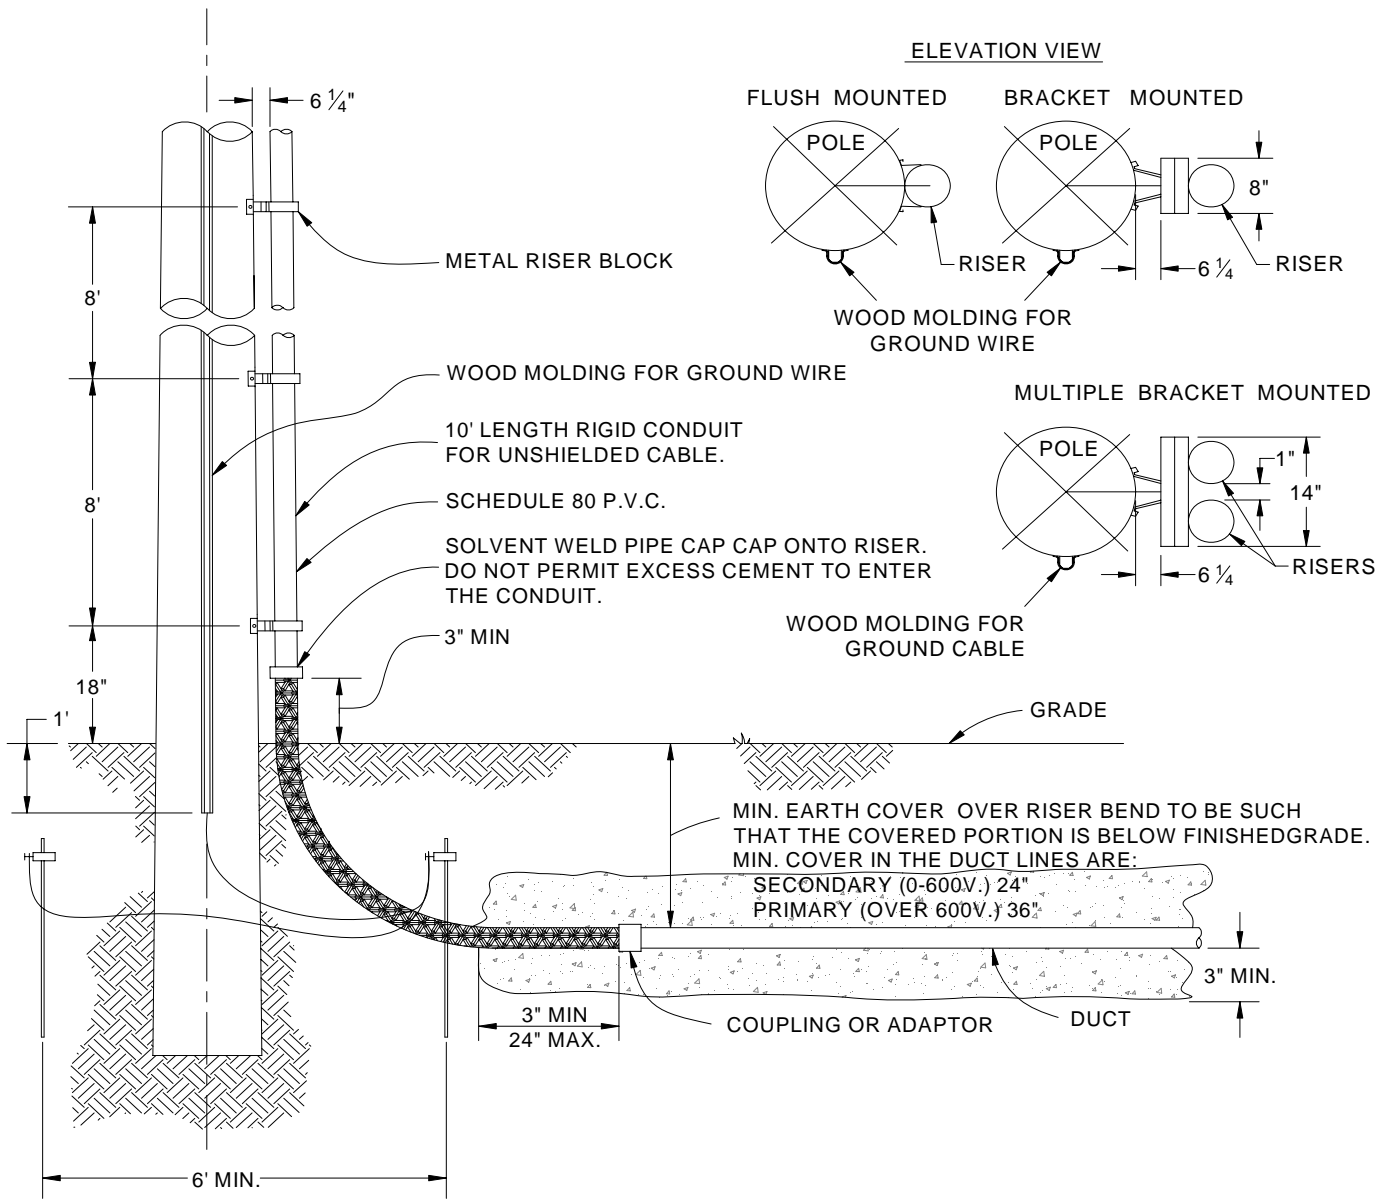 ELEVATION VIEW
FLUSH MOUNTED
BRACKET MOUNTED
6 ¼"
POLE
POLE
8"
METAL RISER BLOCK
RISER
6 ¼
RISER
8'
WOOD MOLDING FOR
GROUND WIRE
WOOD MOLDING FOR GROUND WIRE
MULTIPLE BRACKET MOUNTED
10' LENGTH RIGID CONDUIT
FOR UNSHIELDED CABLE.
POLE
1"
14"
8'
SCHEDULE 80 P.V.C.
SOLVENT WELD PIPE CAP CAP ONTO RISER.
DO NOT PERMIT EXCESS CEMENT TO ENTER
THE CONDUIT.
6 ¼
RISERS
3" MIN
WOOD MOLDING FOR
GROUND CABLE
18"
1'
GRADE
MIN. EARTH COVER OVER RISER BEND TO BE SUCH
THAT THE COVERED PORTION IS BELOW FINISHEDGRADE.
MIN. COVER IN THE DUCT LINES ARE:
SECONDARY (0-600V.) 24"
PRIMARY (OVER 600V.) 36"
3" MIN.
3" MIN
24" MAX.
COUPLING OR ADAPTOR
DUCT
6' MIN.